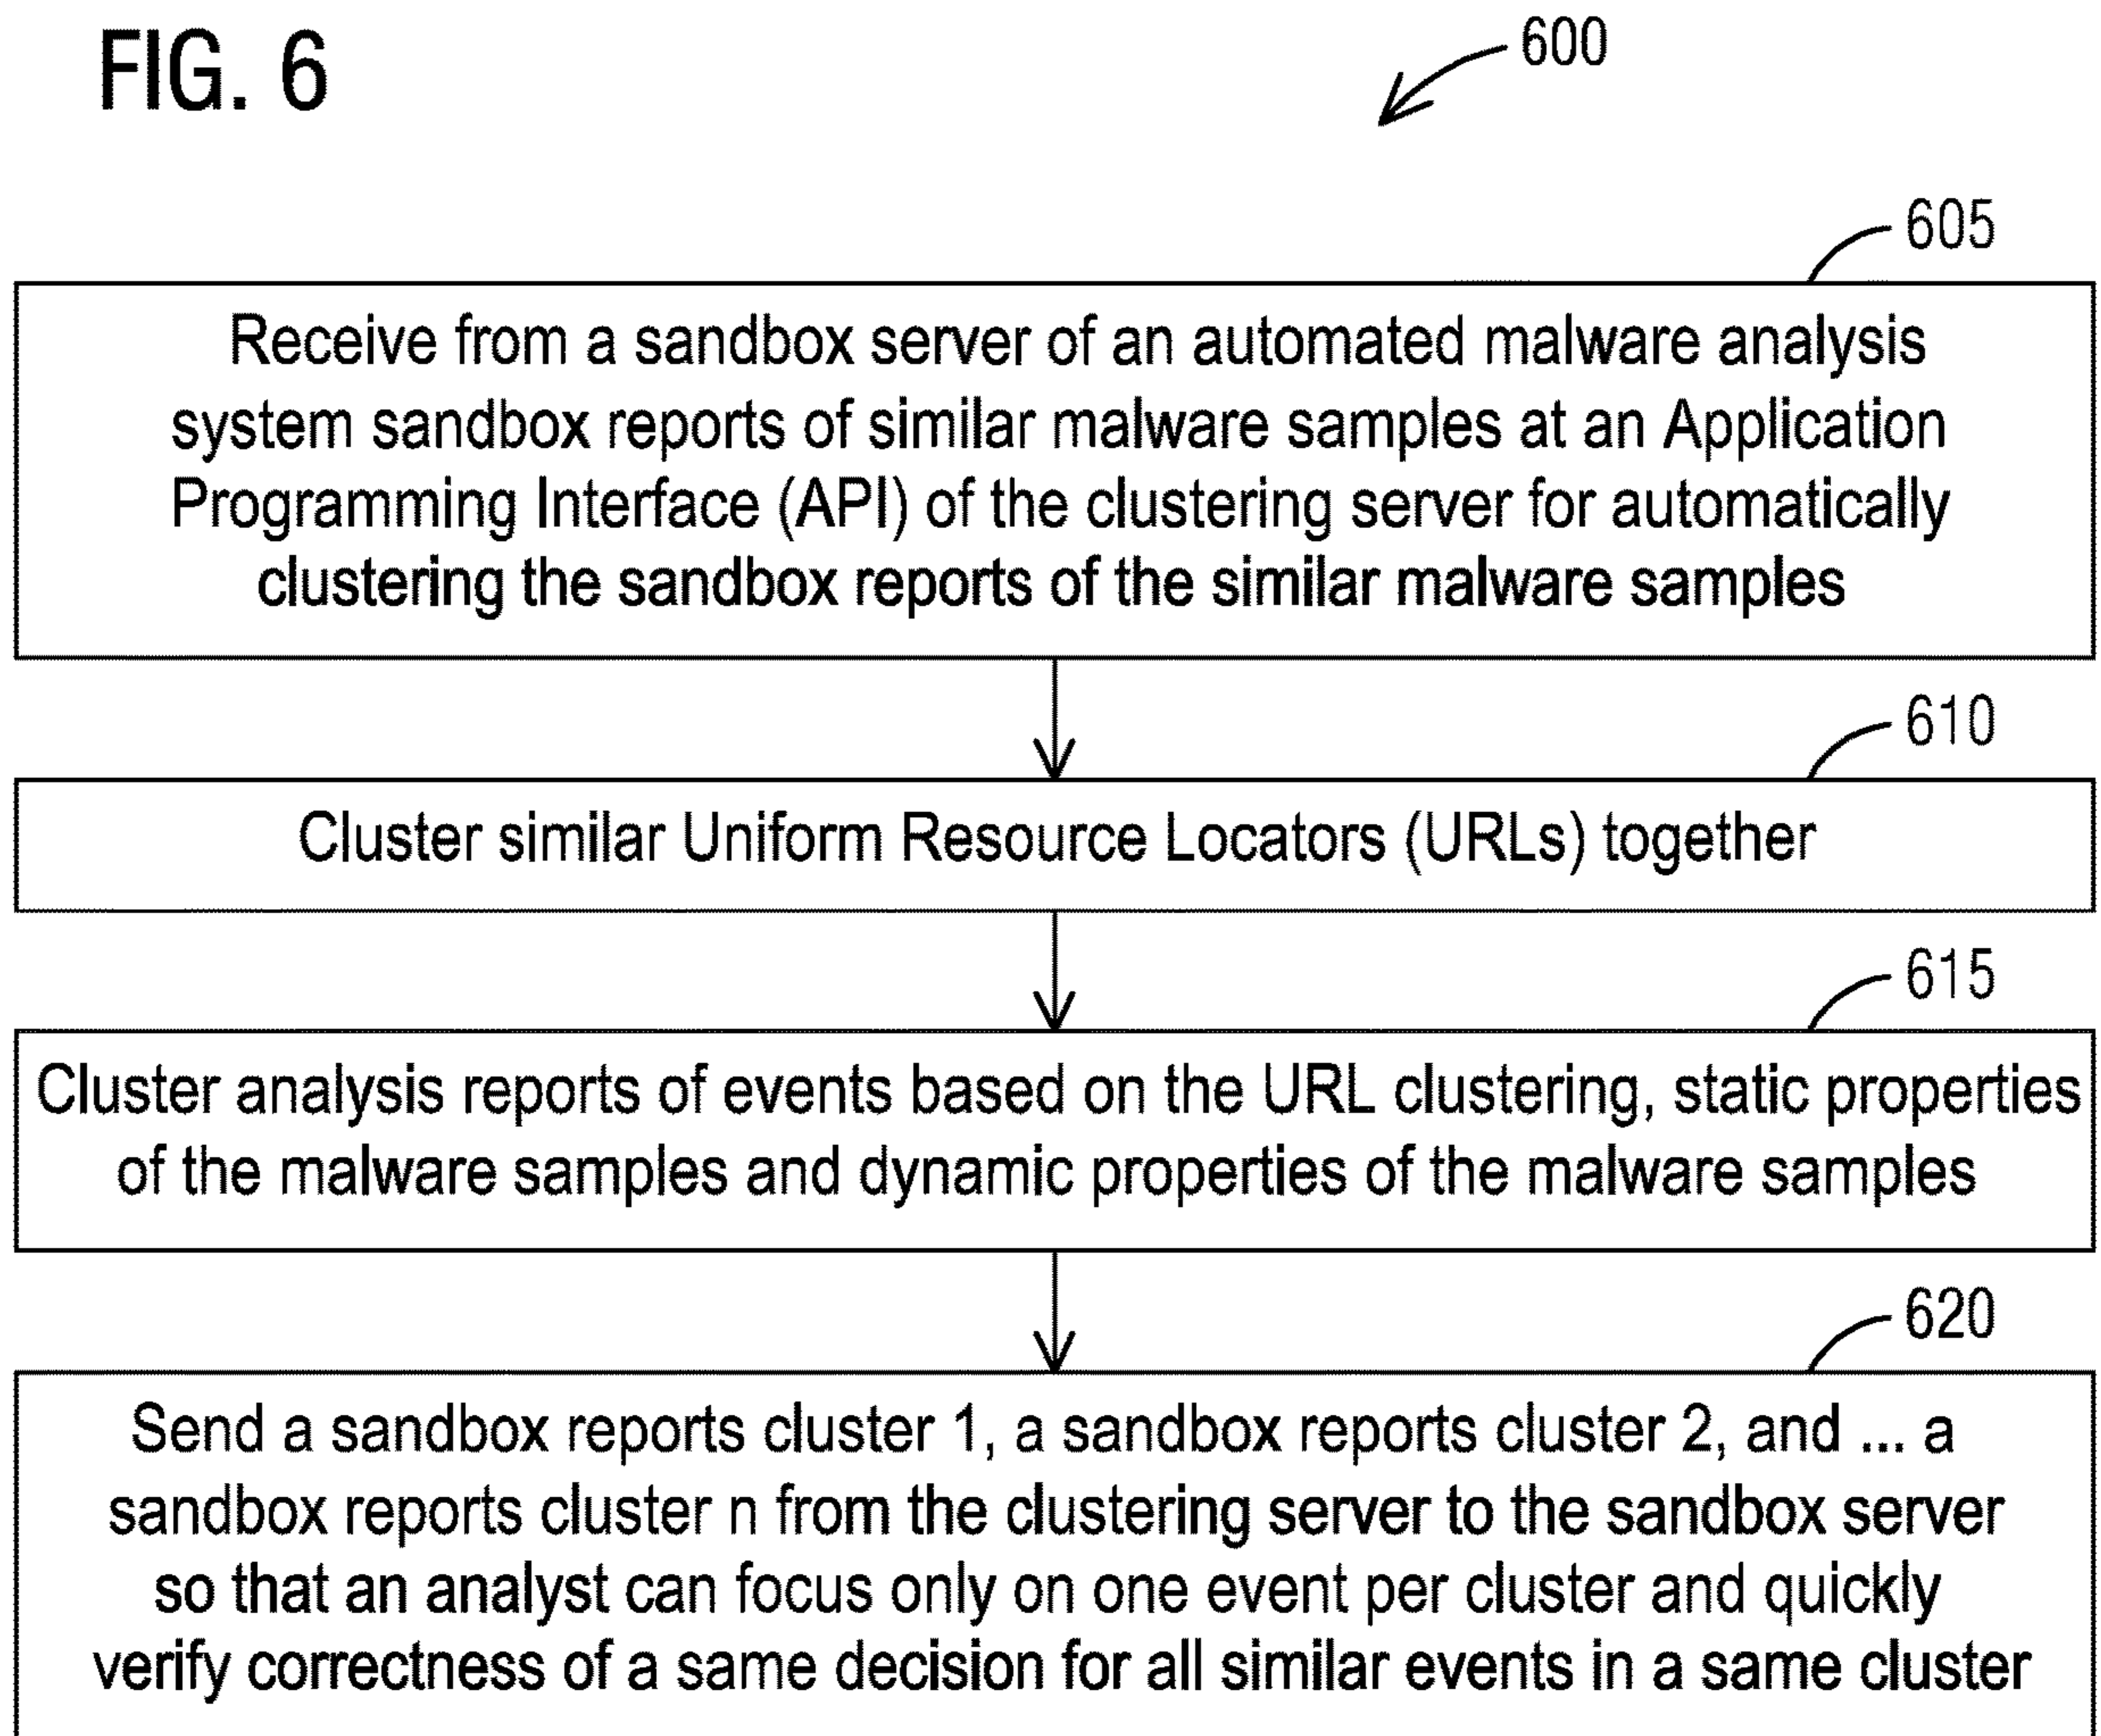 FIG. 6
600
605
Receive from a sandbox server of an automated malware analysis
system sandbox reports of similar malware samples at an Application
Programming Interface (API) of the clustering server for automatically
clustering the sandbox reports of the similar malware samples
610
Cluster similar Uniform Resource Locators (URLs) together
615
Cluster analysis reports of events based on the URL clustering, static properties
of the malware samples and dynamic properties of the malware samples
620
Send a sandbox reports cluster 1, a sandbox reports cluster 2, and ... a
sandbox reports cluster n from the clustering server to the sandbox server
so that an analyst can focus only on one event per cluster and quickly
verify correctness of a same decision for all similar events in a same cluster